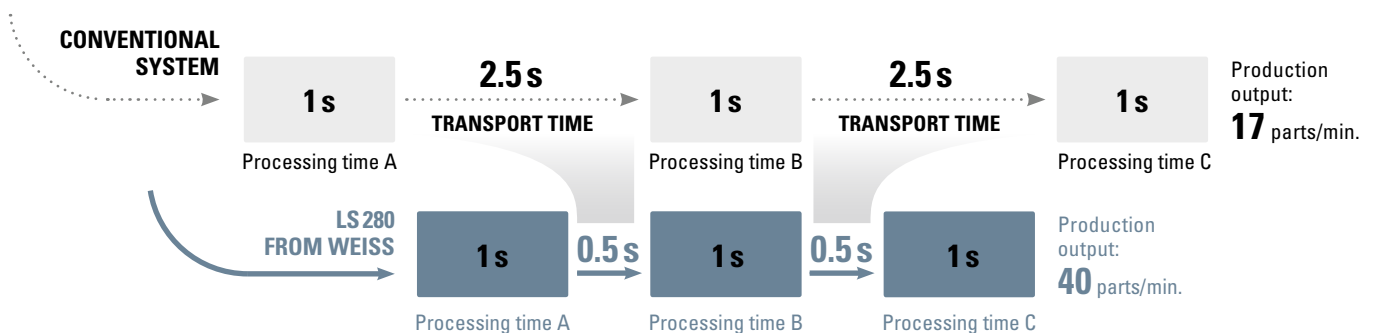 CONVENTIONAL
SYSTEM
1 s
2.5 s
TRANSPORT TIME
1 s
2.5 s
TRANSPORT TIME
1 s
Production
output:
17 parts/min.
Processing time A
Processing time B
Processing time C
LS 280
FROM WEISS
1 s
0.5 s
1 s
0.5 s
1 s
Production
output:
40 parts/min.
Processing time A
Processing time B
Processing time C